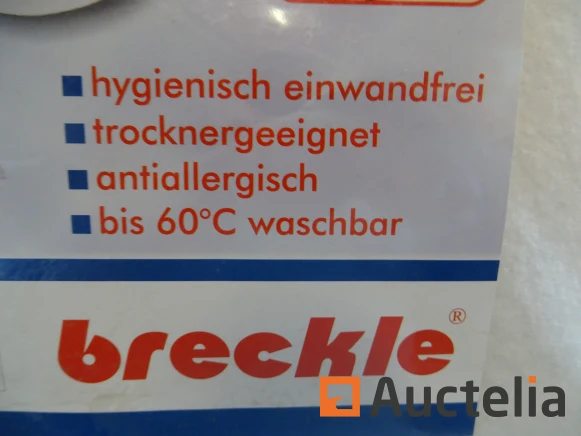 hygienisch einwandfrei
trocknergeeignet
antiallergisch
bis 60°C waschbar
breckle®
Auctelia